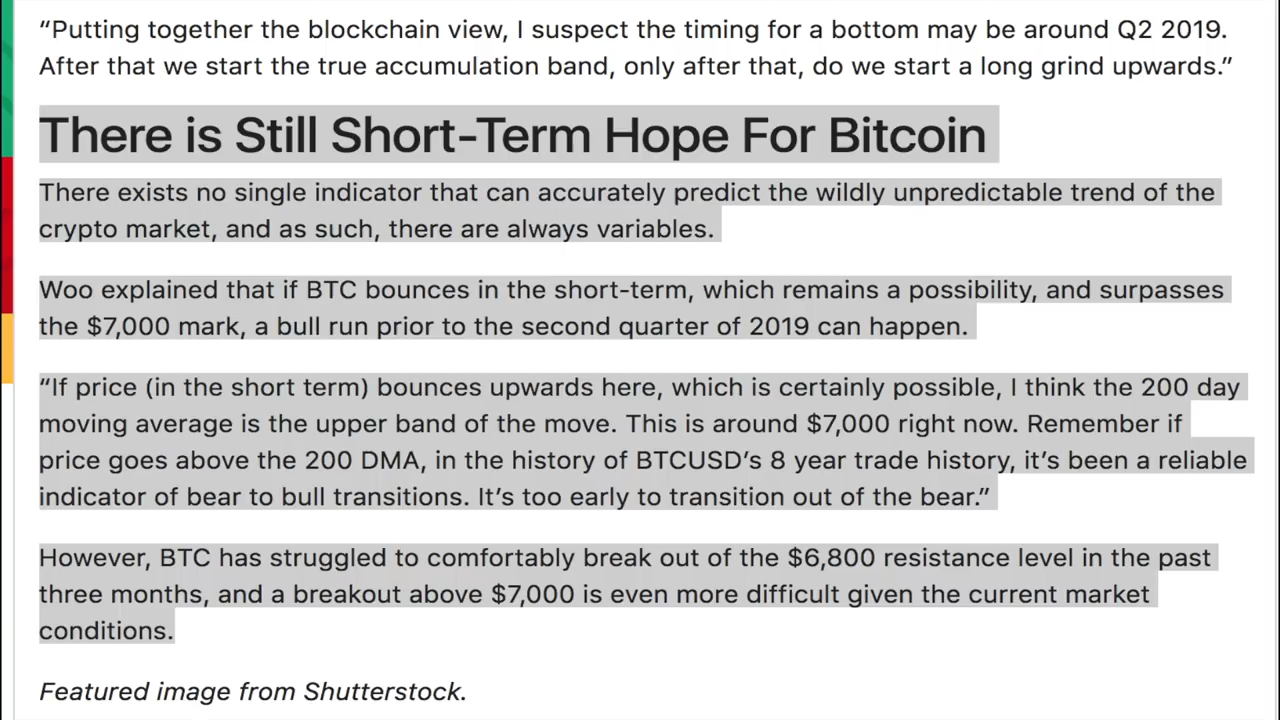 “Putting together the blockchain view, I suspect the timing for a bottom may be around Q2 2019.
After that we start the true accumulation band, only after that, do we start a long grind upwards.”
There is Still Short-Term Hope For Bitcoin
There exists no single indicator that can accurately predict the wildly unpredictable trend of the
crypto market, and as such, there are always variables.
Woo explained that if BTC bounces in the short-term, which remains a possibility, and surpasses
the $7,000 mark, a bull run prior to the second quarter of 2019 can happen.
“If price (in the short term) bounces upwards here, which is certainly possible, I think the 200 day
moving average is the upper band of the move. This is around $7,000 right now. Remember if
price goes above the 200 DMA, in the history of BTCUSD’s 8 year trade history, it’s been a reliable
indicator of bear to bull transitions. It’s too early to transition out of the bear.”
However, BTC has struggled to comfortably break out of the $6,800 resistance level in the past
three months, and a breakout above $7,000 is even more difficult given the current market
conditions.
Featured image from Shutterstock.